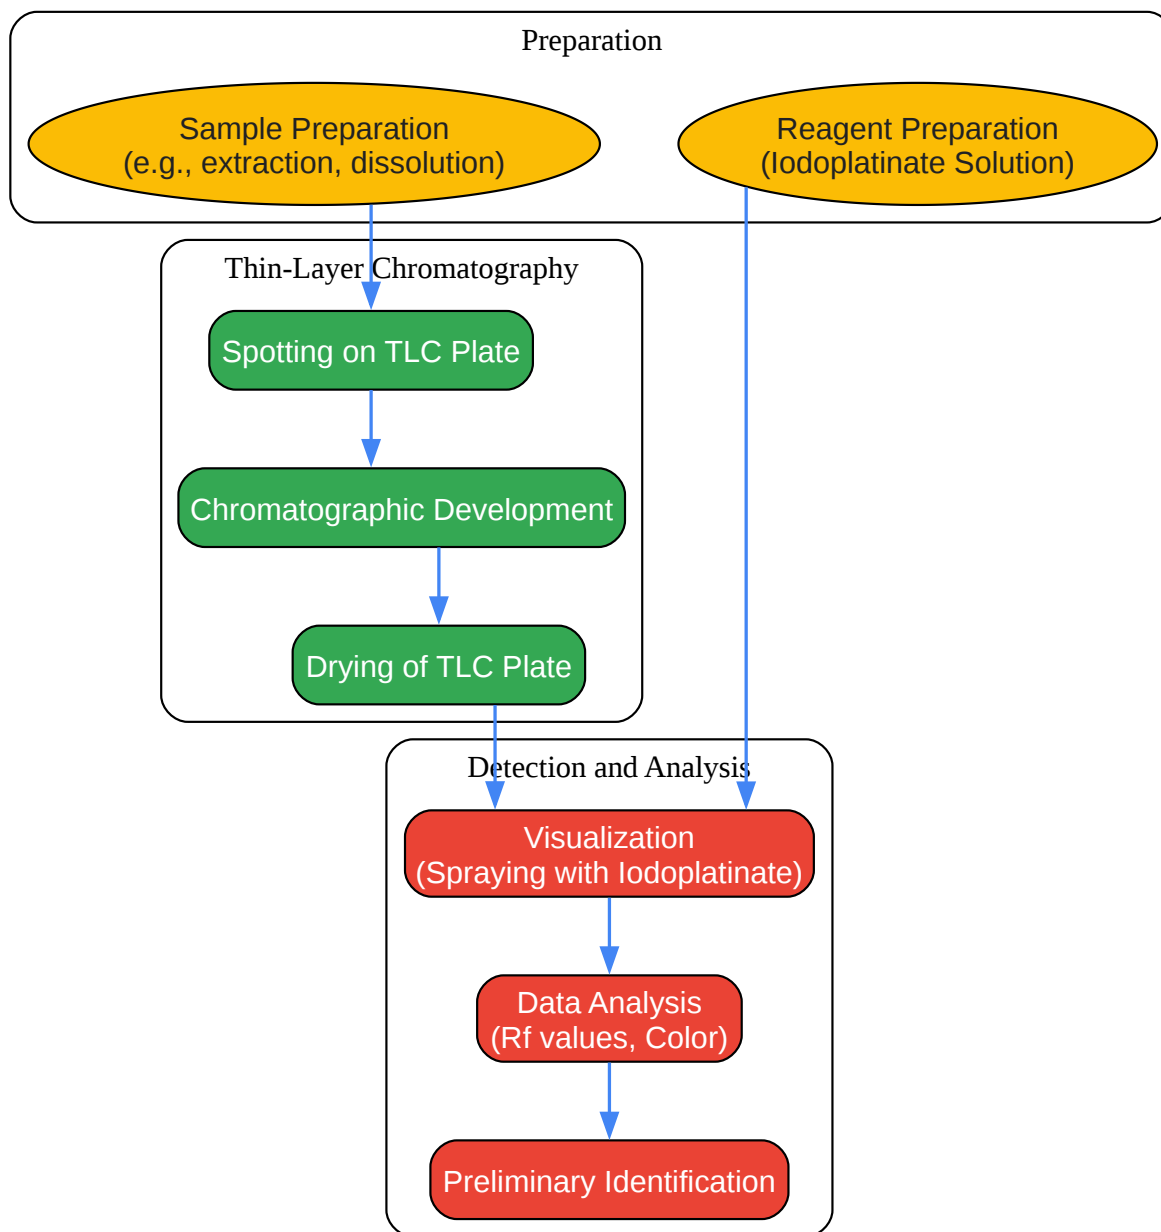 Preparation
Sample Preparation
(e.g., extraction, dissolution)
Reagent Preparation
(Iodoplatinate Solution)
Thin-Layer Chromatography
Spotting on TLC Plate
Chromatographic Development
Drying of TLC Plate
Detection and Analysis
Visualization
(Spraying with Iodoplatinate)
Data Analysis
(Rf values, Color)
Preliminary Identification